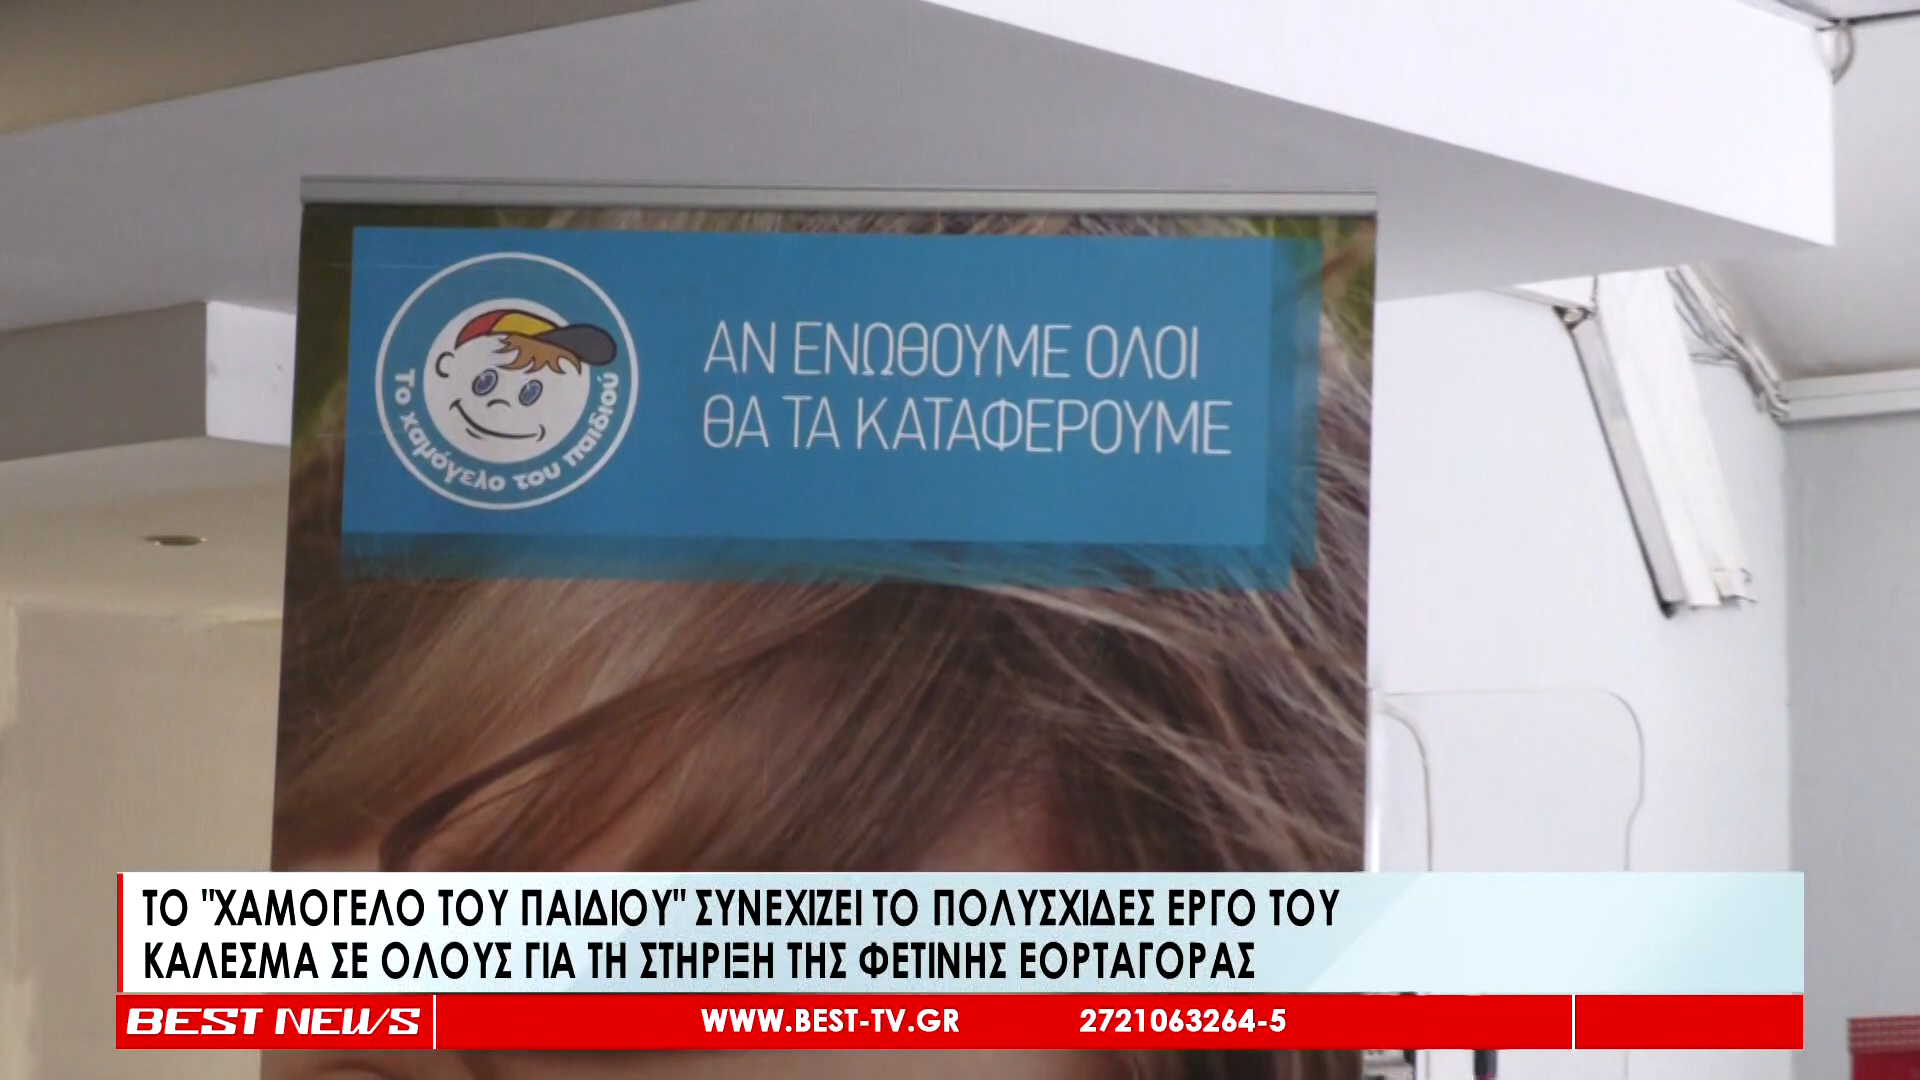 Το χαμόγελο του παιδιού
ΑΝ ΕΝΩΘΟΥΜΕ ΟΛΟΙ
ΘΑ ΤΑ ΚΑΤΑΦΕΡΟΥΜΕ
ΤΟ "ΧΑΜΟΓΕΛΟ ΤΟΥ ΠΑΙΔΙΟΥ" ΣΥΝΕΧΙΖΕΙ ΤΟ ΠΟΛΥΣΧΙΔΕΣ ΕΡΓΟ ΤΟΥ
ΚΑΛΕΣΜΑ ΣΕ ΟΛΟΥΣ ΓΙΑ ΤΗ ΣΤΗΡΙΞΗ ΤΗΣ ΦΕΤΙΝΗΣ ΕΟΡΤΑΓΟΡΑΣ
BEST NEWS WWW.BEST-TV.GR 2721063264-5